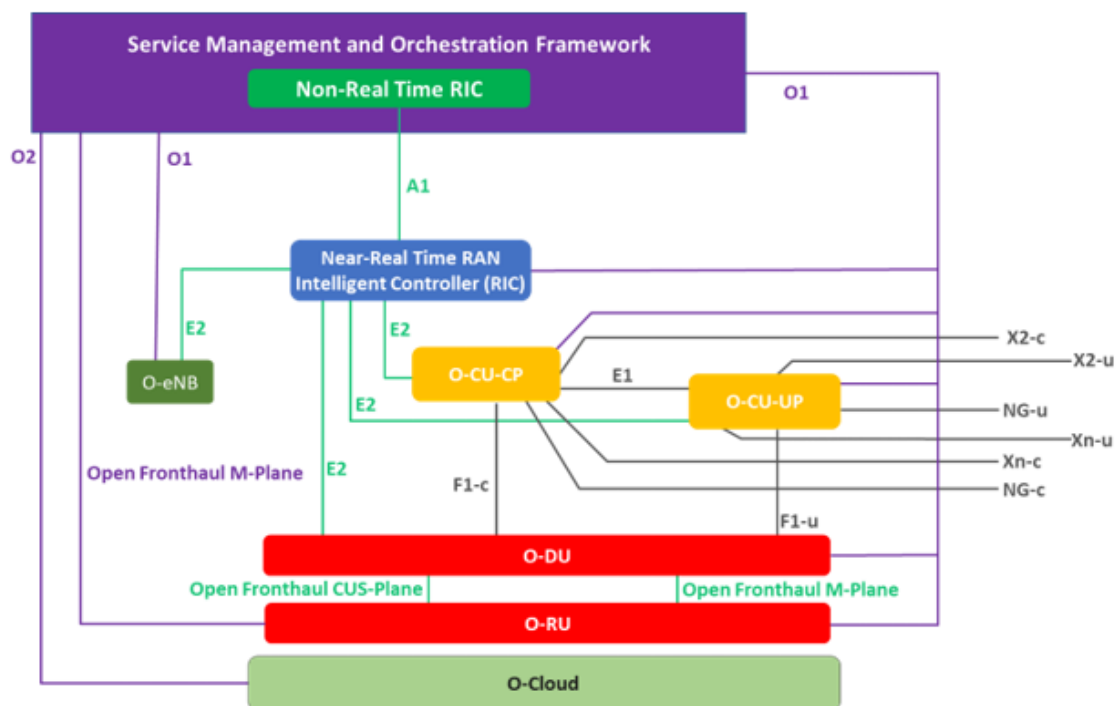 Service Management and Orchestration Framework
Non-Real Time RIC
O1
O2
O1
A1
Near-Real Time RAN
Intelligent Controller (RIC)
E2
E2
X2-c
X2-u
O-eNB
O-CU-CP
E1
O-CU-UP
E2
NG-u
Xn-u
Open Fronthaul M-Plane
E2
Xn-c
F1-c
NG-c
F1-u
O-DU
Open Fronthaul CUS-Plane
Open Fronthaul M-Plane
O-RU
O-Cloud